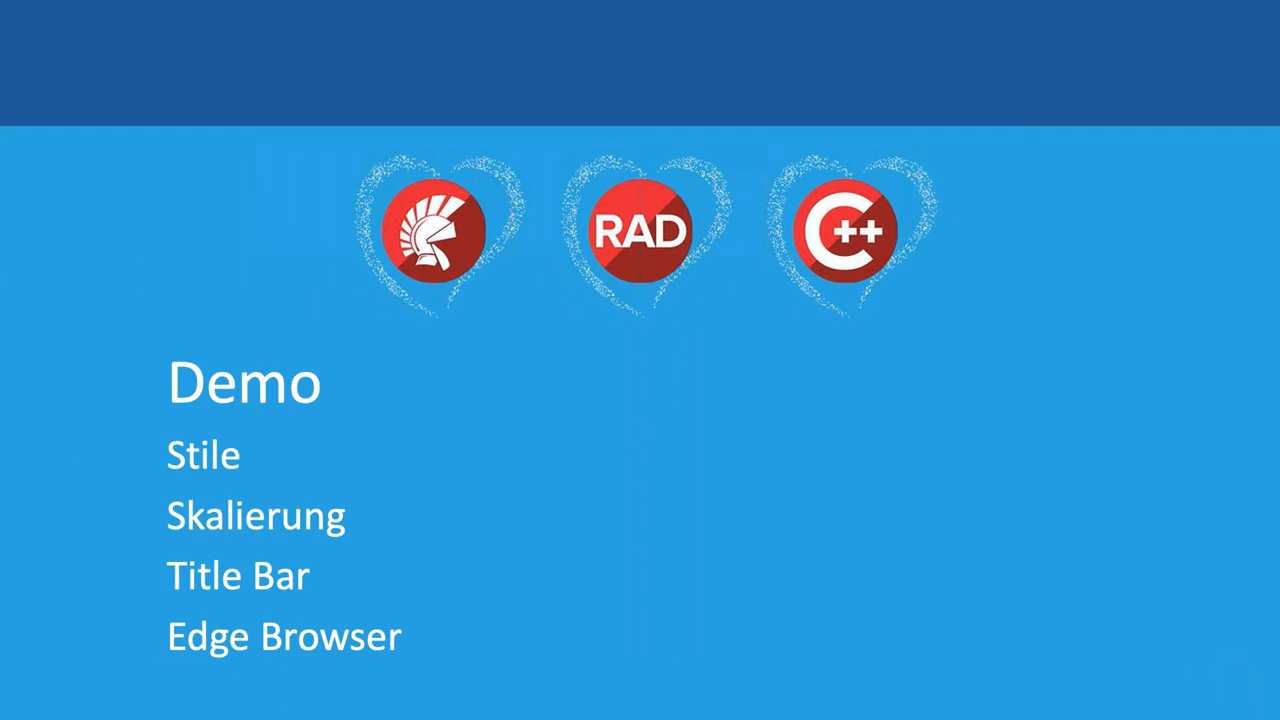 RAD
C++
Demo
Stile
Skalierung
Title Bar
Edge Browser